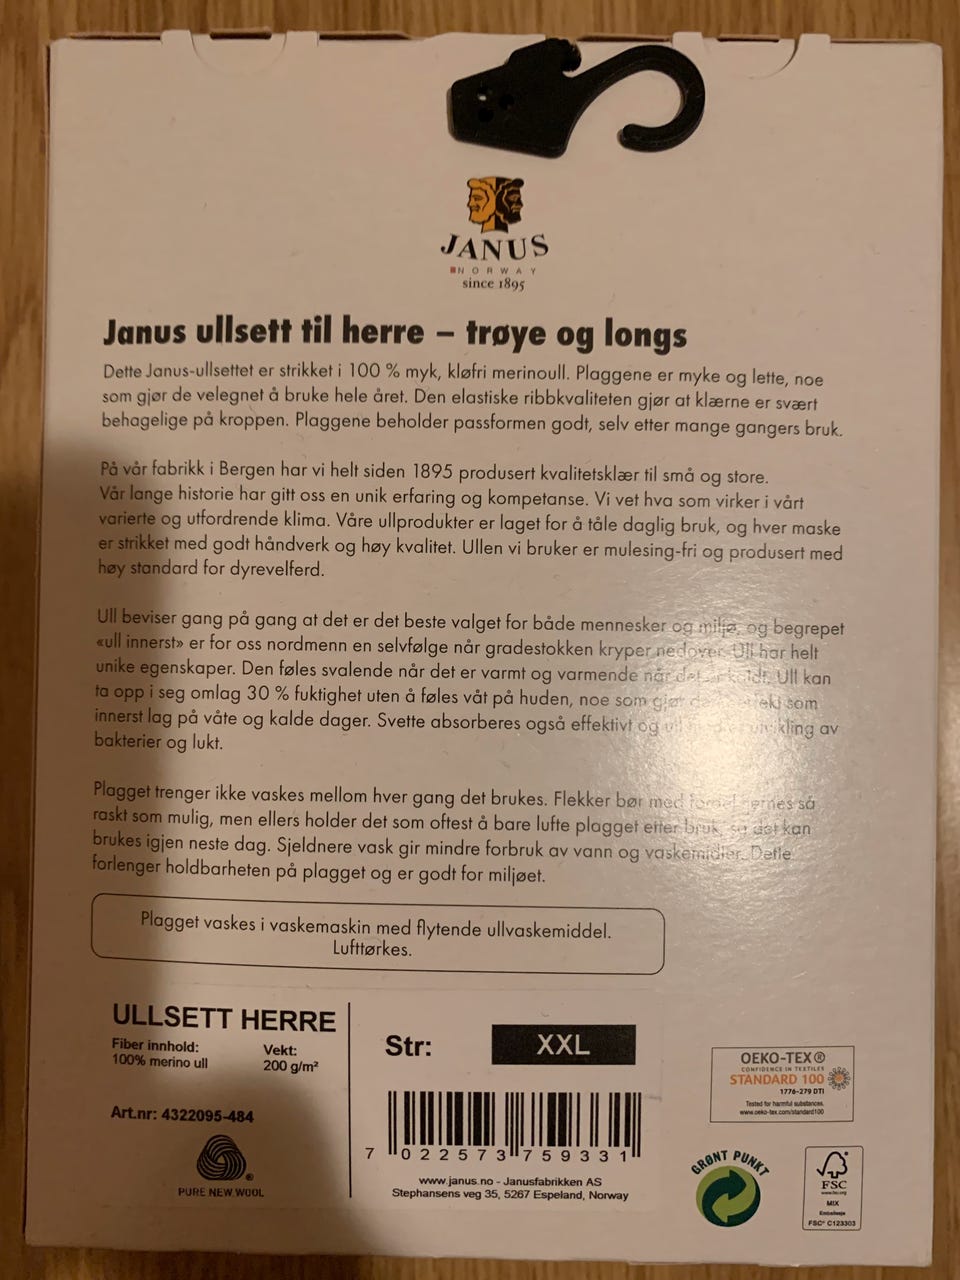 JANUS
NORWAY
since 1895
Janus ullsett til herre – trøye og longs
Dette Janus-ullsettet er strikket i 100 % myk, kløfri merinoull. Plaggene er myke og lette, noe
som gjør de velegnet å bruke hele året. Den elastiske ribbkvaliteten gjør at klærne er svært
behagelige på kroppen. Plaggene beholder passformen godt, selv etter mange gangers bruk.
På vår fabrikk i Bergen har vi helt siden 1895 produsert kvalitetsklær til små og store.
Vår lange historie har gitt oss en unik erfaring og kompetanse. Vi vet hva som virker i vårt
varierte og utfordrende klima. Våre ullprodukter er laget for å tåle daglig bruk, og hver maske
er strikket med godt håndverk og høy kvalitet. Ullen vi bruker er mulesing-fri og produsert med
høy standard for dyrevelferd.
Ull beviser gang på gang at det er det beste valget for både mennesker og miljø, og begrepet
«ull innerst» er for oss nordmenn en selvfølge når gradestokken kryper nedover. Ull har helt
unike egenskaper. Den føles svalende når det er varmt og varmende når det er kaldt. Ull kan
ta opp i seg omlag 30 % fuktighet uten å føles våt på huden, noe som gjør som
innerst lag på våte og kalde dager. Svette absorberes også effektivt og av
bakterier og lukt.
Plagget trenger ikke vaskes mellom hver gang det brukes. Flekker bør med fordel fjernes så
raskt som mulig, men ellers holder det som oftest å bare lufte plagget etter bruk, så det kan
brukes igjen neste dag. Sjeldnere vask gir mindre forbruk av vann og vaskemidler. Dette
forlenger holdbarheten på plagget og er godt for miljøet.
Plagget vaskes i vaskemaskin med flytende ullvaskemiddel.
Lufttørkes.
ULLSETT HERRE
Fiber innhold:
100% merino ull
Vekt:
200 g/m²
Art.nr: 4322095-484
PURE NEW WOOL
Str: XXL
7 022573 759331
www.janus.no - Janusfabrikken AS
Stephansens veg 35, 5267 Espeland, Norway
OEKO-TEX®
CONFIDENCE IN TEXTILES
STANDARD 100
1776-279 DTI
Tested for harmful substances.
www.oeko-tex.com/standard100
GRØNT PUNKT
FSC
www.fsc.org
MIX
Emballasje
FSC® C123303